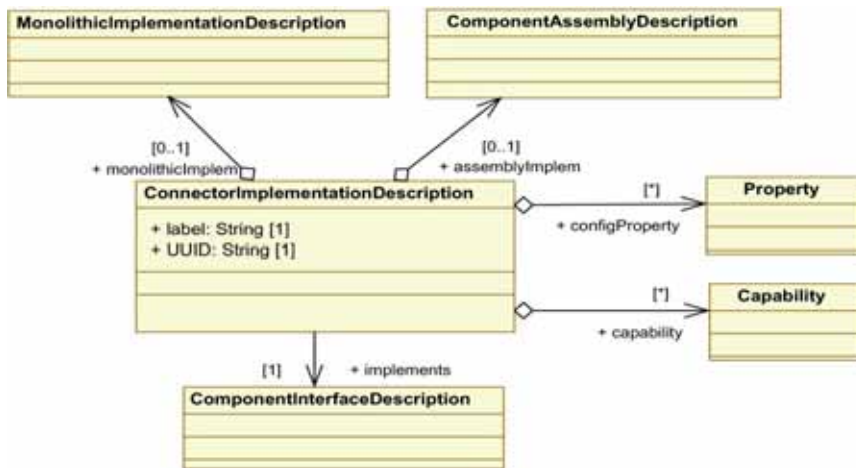 MonolithicImplementationDescription
ComponentAssemblyDescription
[0..1]
+ monolithicImplem
[0..1]
+ assemblyImplem
ConnectorImplementationDescription
+ label: String [1]
+ UUID: String [1]
[*]
+ configProperty
Property
[*]
+ capability
Capability
[1]
+ implements
ComponentInterfaceDescription